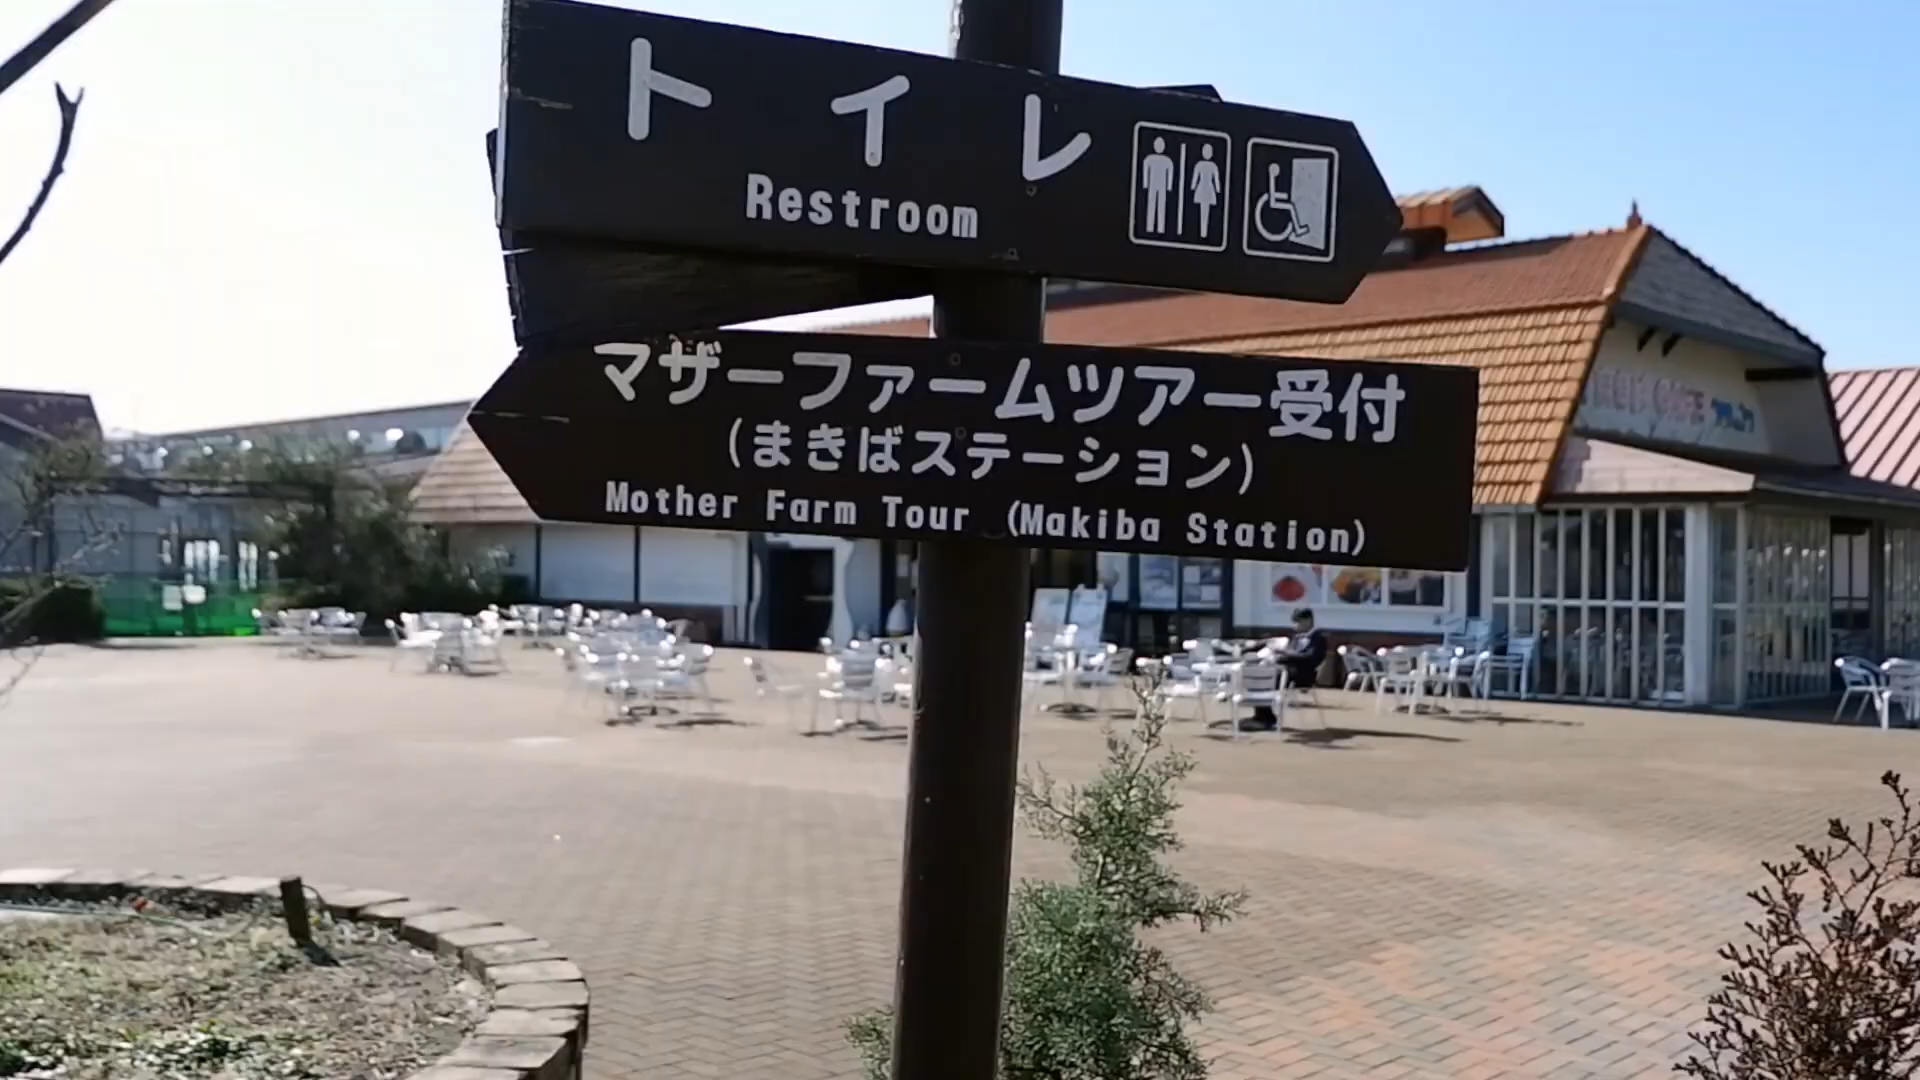 トイレ
Restroom
マザーファームツアー受付
(まきばステーション)
Mother Farm Tour (Makiba Station)